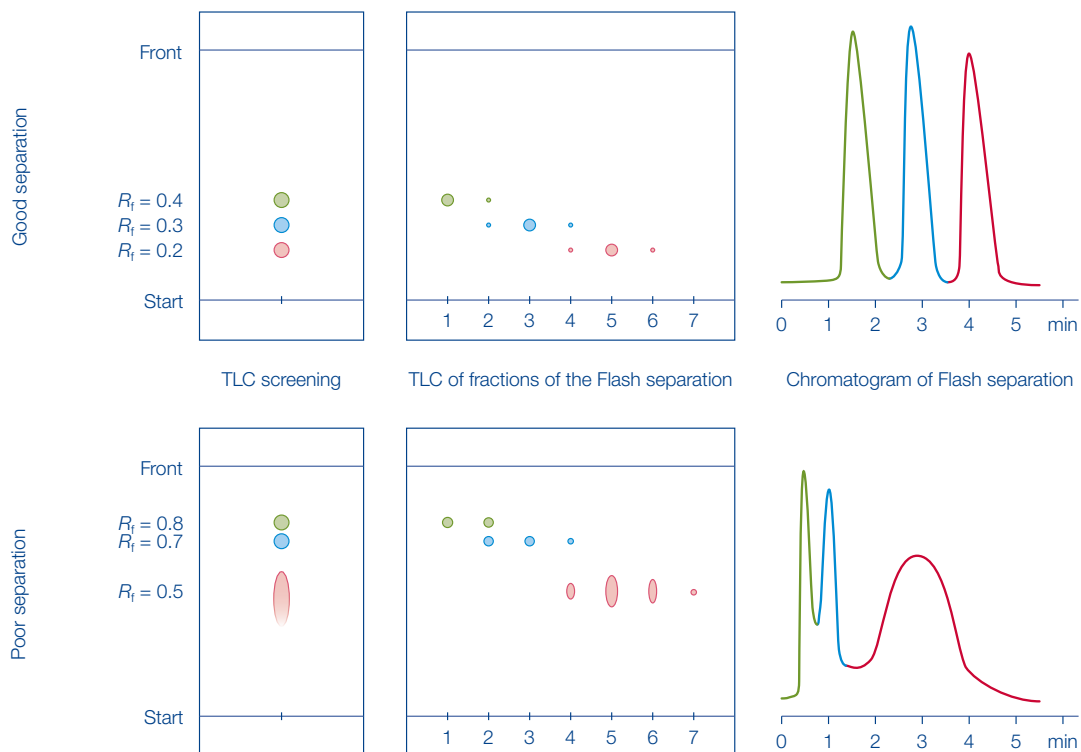 Good separation
Front
Rf = 0.4
Rf = 0.3
Rf = 0.2
Start
1 2 3 4 5 6 7
0 1 2 3 4 5 min
TLC screening
TLC of fractions of the Flash separation
Chromatogram of Flash separation
Poor separation
Front
Rf = 0.8
Rf = 0.7
Rf = 0.5
Start
1 2 3 4 5 6 7
0 1 2 3 4 5 min